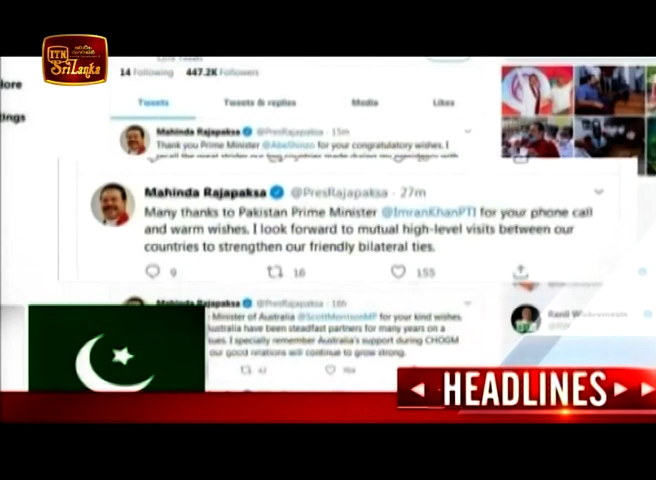 ITN
Sri Lanka
14 Following 447.2K Followers
Tweets Tweets & replies Media Likes
Mahinda Rajapaksa @PresRajapaksa · 15m
Thank you Prime Minister @AbeShinzo for your congratulatory wishes. I
Mahinda Rajapaksa @PresRajapaksa · 27m
Many thanks to Pakistan Prime Minister @ImranKhanPTI for your phone call
and warm wishes. I look forward to mutual high-level visits between our
countries to strengthen our friendly bilateral ties.
9 16 155
Rajapaksa @PresRajapaksa · 16h
Minister of Australia @ScottMorrisonMP for your kind wishes.
ustralia have been steadfast partners for many years on a
ues. I specially remember Australia's support during CHOGM
our good relations will continue to grow strong.
HEADLINES